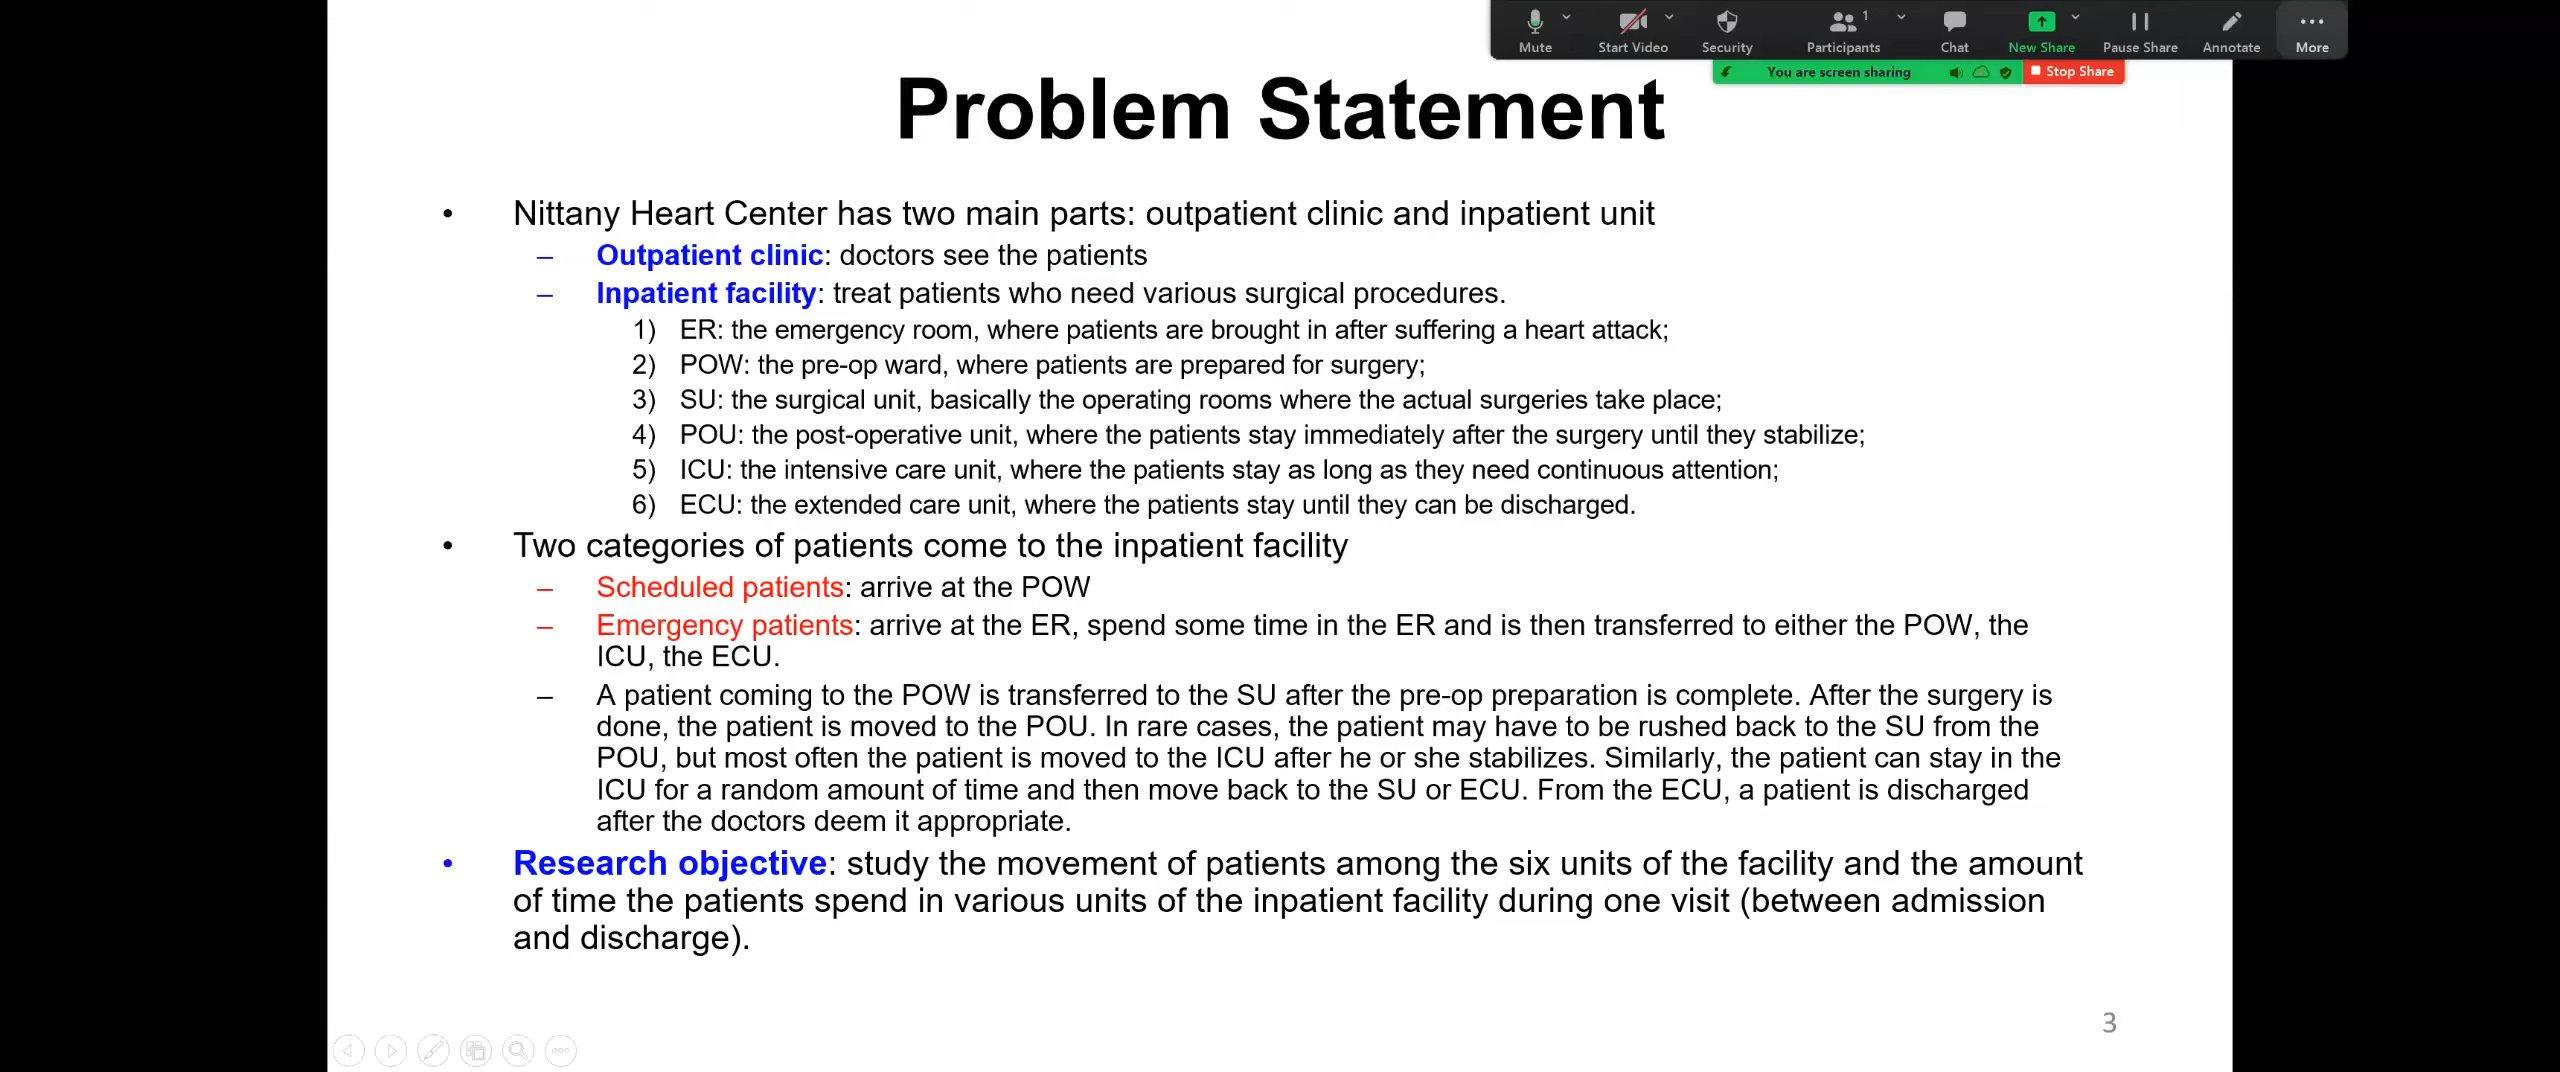 Mute
Start Video
Security
Participants
1
Chat
New Share
Pause Share
Annotate
More
You are screen sharing
Stop Share
Problem Statement
• Nittany Heart Center has two main parts: outpatient clinic and inpatient unit
– Outpatient clinic: doctors see the patients
– Inpatient facility: treat patients who need various surgical procedures.
1) ER: the emergency room, where patients are brought in after suffering a heart attack;
2) POW: the pre-op ward, where patients are prepared for surgery;
3) SU: the surgical unit, basically the operating rooms where the actual surgeries take place;
4) POU: the post-operative unit, where the patients stay immediately after the surgery until they stabilize;
5) ICU: the intensive care unit, where the patients stay as long as they need continuous attention;
6) ECU: the extended care unit, where the patients stay until they can be discharged.
• Two categories of patients come to the inpatient facility
– Scheduled patients: arrive at the POW
– Emergency patients: arrive at the ER, spend some time in the ER and is then transferred to either the POW, the
ICU, the ECU.
– A patient coming to the POW is transferred to the SU after the pre-op preparation is complete. After the surgery is
done, the patient is moved to the POU. In rare cases, the patient may have to be rushed back to the SU from the
POU, but most often the patient is moved to the ICU after he or she stabilizes. Similarly, the patient can stay in the
ICU for a random amount of time and then move back to the SU or ECU. From the ECU, a patient is discharged
after the doctors deem it appropriate.
• Research objective: study the movement of patients among the six units of the facility and the amount
of time the patients spend in various units of the inpatient facility during one visit (between admission
and discharge).
3